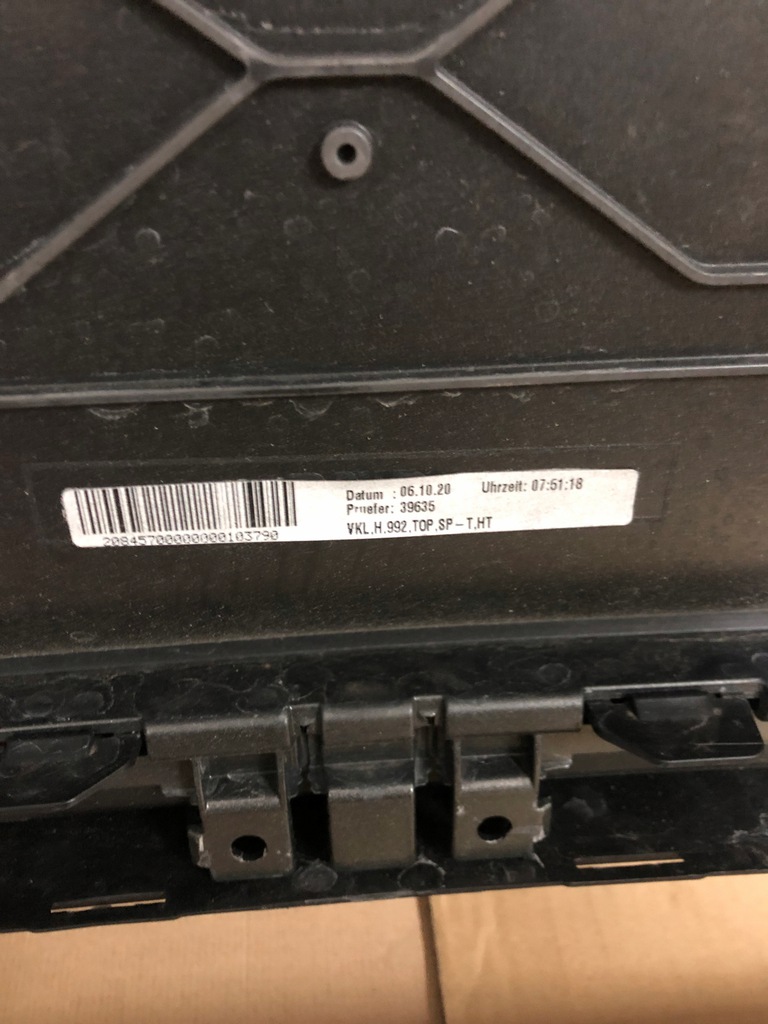 Datum : 06.10.20 Uhrzeit: 07:51:18
Pruefer: 39635
VKL.H.992.TOP.SP-T.HT
20845700000000103790